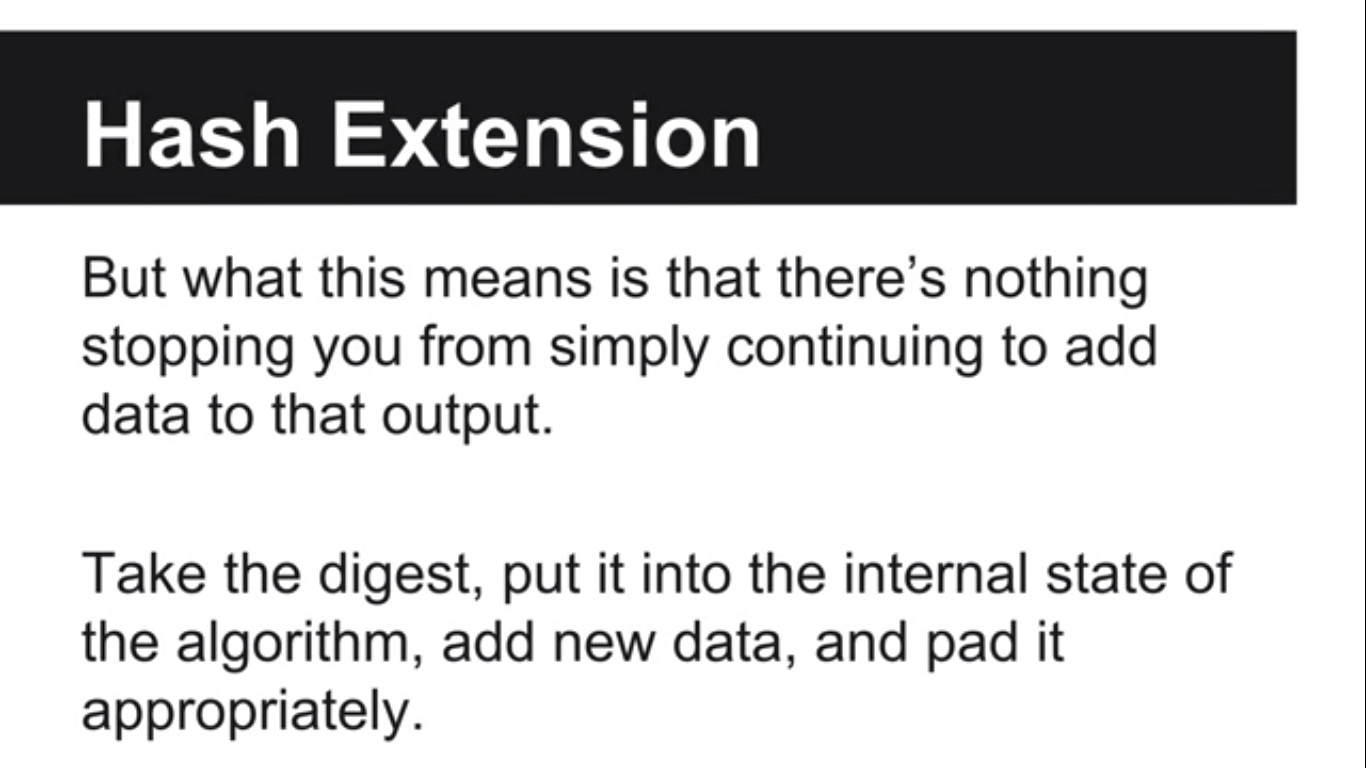 Hash Extension
But what this means is that there’s nothing
stopping you from simply continuing to add
data to that output.
Take the digest, put it into the internal state of
the algorithm, add new data, and pad it
appropriately.